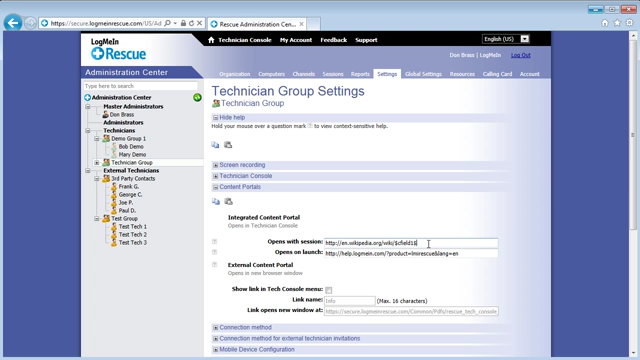 https://secure.logmeinrescue.com/US/Ad
Rescue Administration Cen...
LogMeIn
Rescue
Technician Console
My Account
Feedback
Support
English (US)
Don Brass | LogMeIn
Log Out
Administration Center
Organization
Computers
Channels
Sessions
Reports
Settings
Global Settings
Resources
Calling Card
Account
Type here to search
Administration Center
Master Administrators
Don Brass
Administrators
Technicians
Demo Group 1
Bob Demo
Mary Demo
Technician Group
External Technicians
3rd Party Contacts
Frank G.
George C.
Joe P.
Paul D.
Test Group
Test Tech 1
Test Tech 2
Test Tech 3
Technician Group Settings
Technician Group
Hide help
Hold your mouse over a question mark ? to view context-sensitive help.
Screen recording
Technician Console
Content Portals
Integrated Content Portal
Opens in Technician Console
Opens with session: http://en.wikipedia.org/wiki/$cfield1$
Opens on launch: http://help.logmein.com/?product=lmirescue&lang=en
External Content Portal
Opens in new browser window
Show link in Tech Console menu:
Link name: Info (Max. 16 characters)
Link opens new window at: https://secure.logmeinrescue.com/Common/Pdfs/rescue_tech_console_
Connection method
Connection method for external technician invitations
Mobile Device Configuration